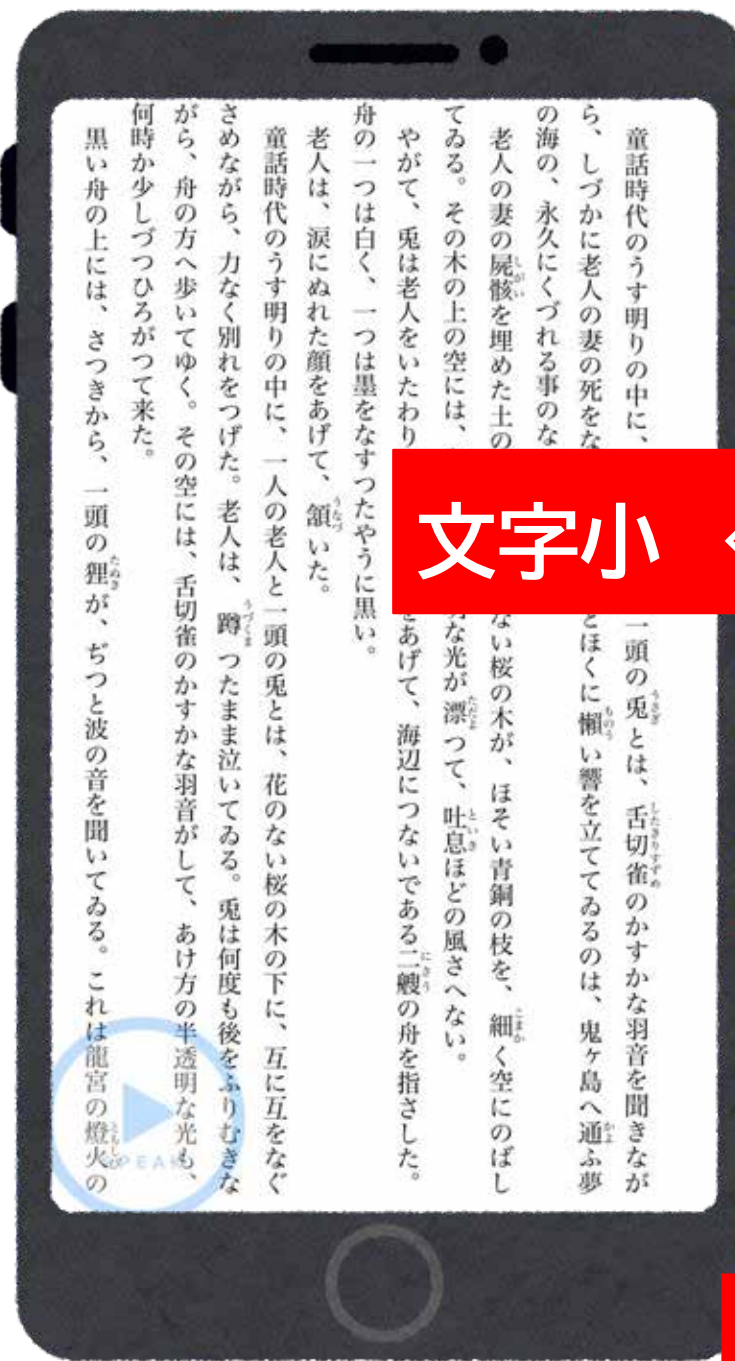 童話時代のうす明りの中に、 一頭の兎とは、舌切雀のかすかな羽音を聞きなが
ら、しづかに老人の妻の死をな とほくに懶い響を立ててゐるのは、鬼ヶ島へ通ふ夢
の海の、永久にくづれる事のな
老人の妻の屍骸を埋めた土の ない桜の木が、ほそい青銅の枝を、細く空にのばし
てゐる。その木の上の空には、 な光が漂つて、吐息ほどの風さへない。
やがて、兎は老人をいたわり あげて、海辺につないである二艘の舟を指さした。
舟の一つは白く、一つは墨をなすつたやうに黒い。
老人は、涙にぬれた顔をあげて、頷いた。
童話時代のうす明りの中に、一人の老人と一頭の兎とは、花のない桜の木の下に、互に互をなぐ
さめながら、力なく別れをつげた。老人は、蹲つたまま泣いてゐる。兎は何度も後をふりむきな
がら、舟の方へ歩いてゆく。その空には、舌切雀のかすかな羽音がして、あけ方の半透明な光も、
何時か少しづつひろがつて来た。
黒い舟の上には、さつきから、一頭の狸が、ぢつと波の音を聞いてゐる。これは龍宮の燈火の
文字小
SPEAK